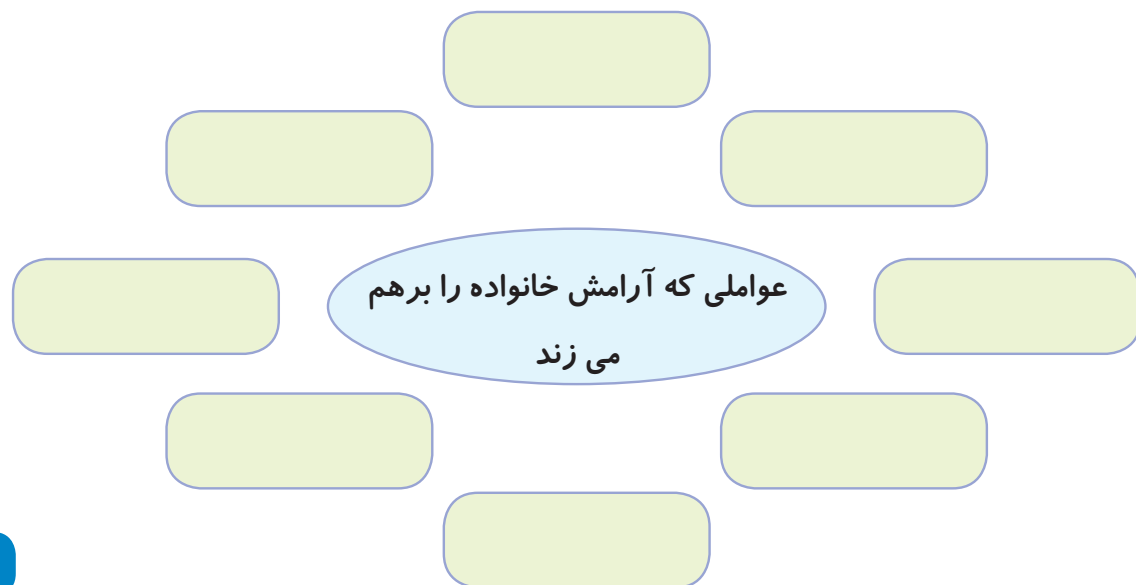 عواملی که آرامش خانواده را برهم
می زند